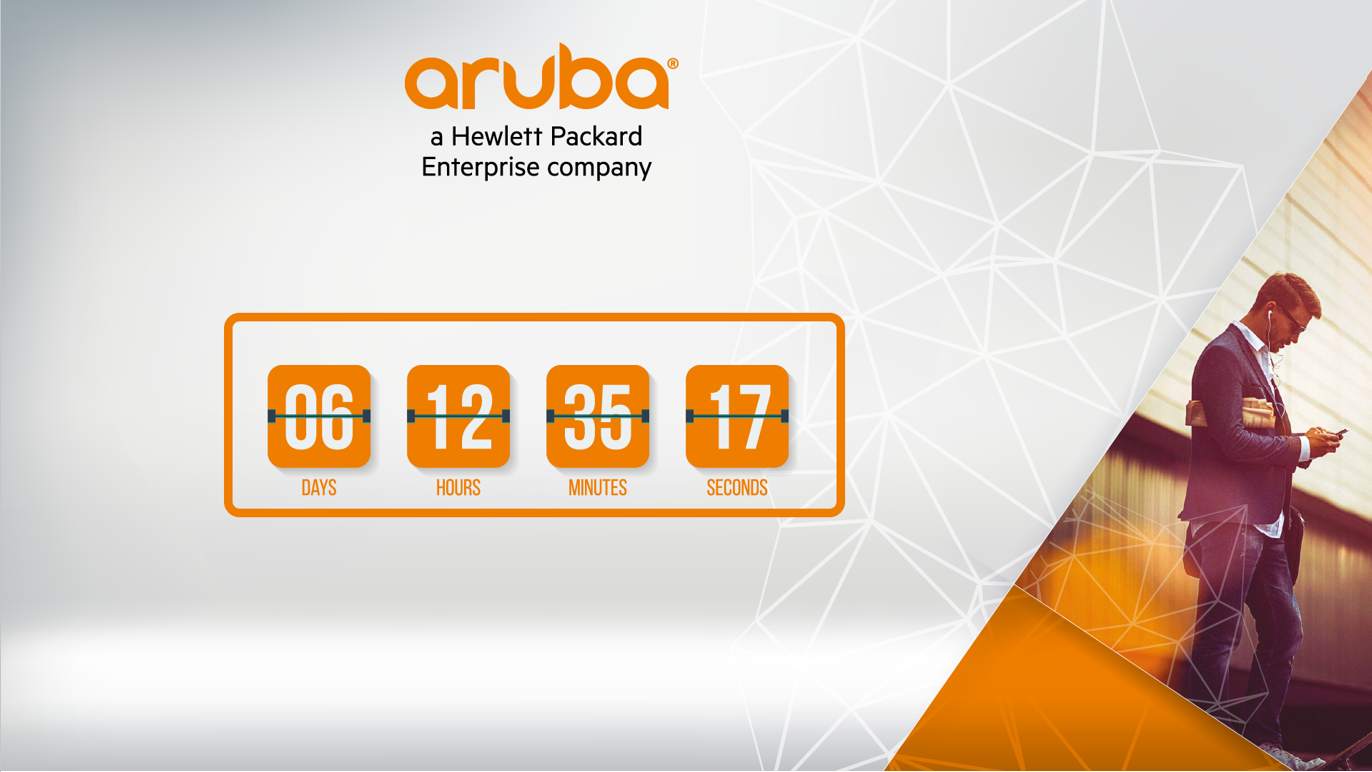 aruba®
a Hewlett Packard
Enterprise company
06 12 35 17
DAYS HOURS MINUTES SECONDS